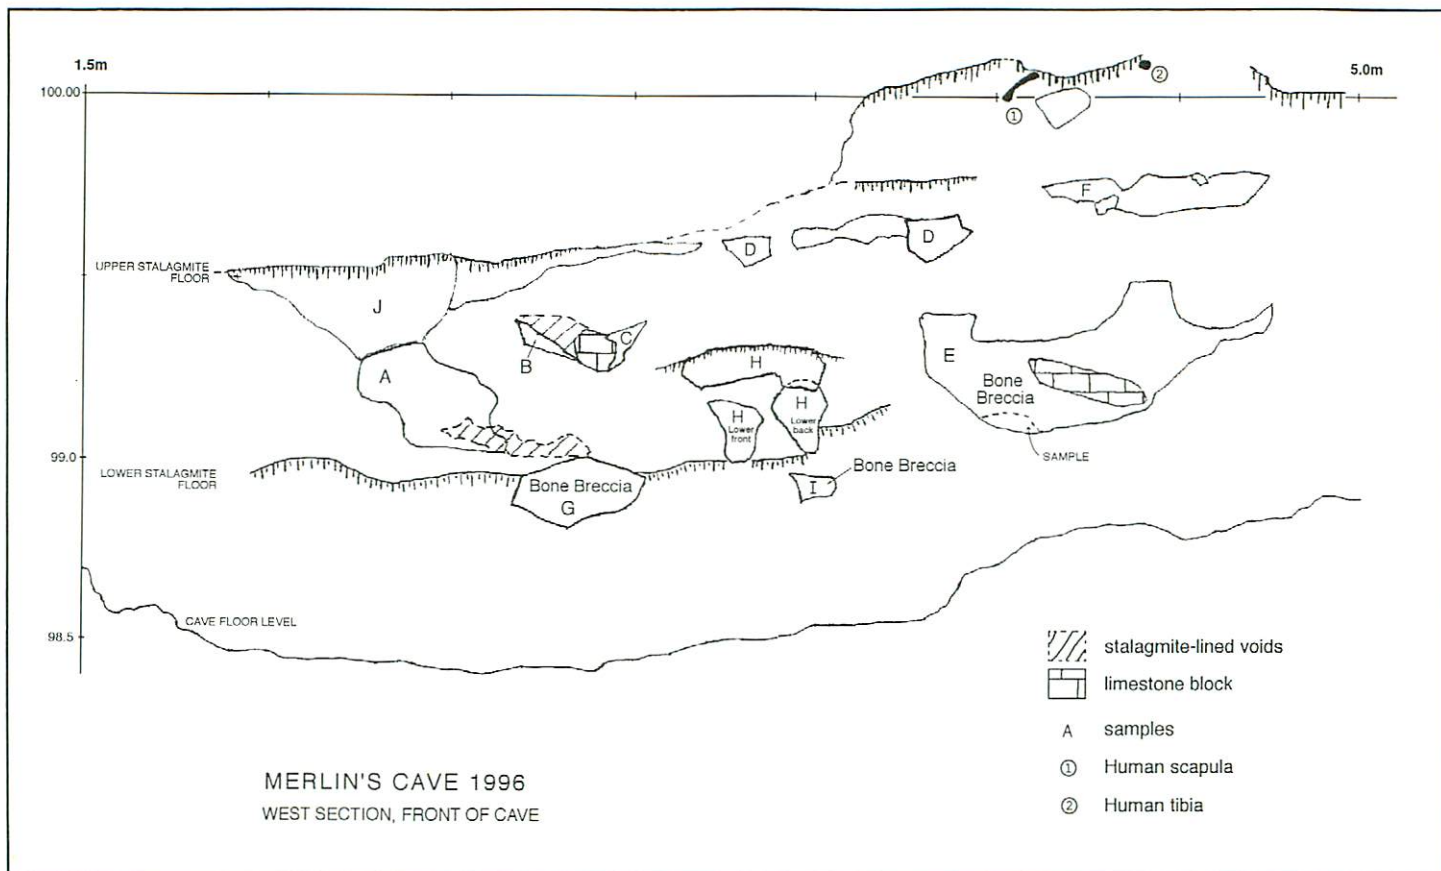 1.5m
5.0m
100.00
②
①
F
D
D
UPPER STALAGMITE
FLOOR
J
C
B
H
E
A
Bone
Breccia
H
Lower
front
H
Lower
back
99.0
SAMPLE
LOWER STALAGMITE
FLOOR
Bone Breccia
Bone Breccia
G
I
CAVE FLOOR LEVEL
98.5
stalagmite-lined voids
limestone block
A samples
① Human scapula
② Human tibia
MERLIN'S CAVE 1996
WEST SECTION, FRONT OF CAVE